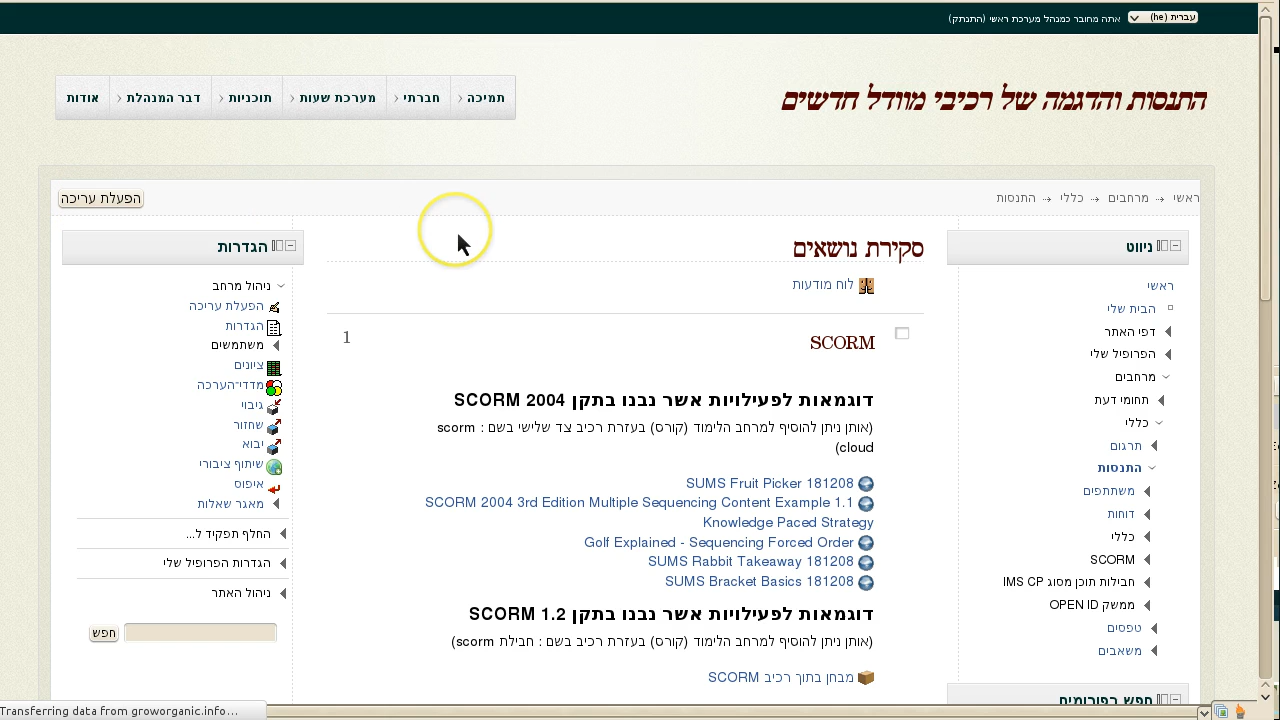 עברית (he)
אתה מחובר כמנהל מערכת ראשי (התנתק)
התנסות והדגמה של רכיבי מוודל חדשים
תמיכה
חברתי
מערכת שעות
תוכניות
דבר המנהלת
אודות
ראשי → מרחבים → כללי → התנסות
הפעלת עריכה
ניווט
ראשי
הבית שלי
דפי האתר
הפרופיל שלי
מרחבים
תחומי דעת
כללי
תרגום
התנסות
משתתפים
דוחות
כללי
SCORM
חבילות תוכן מסוג IMS CP
ממשק OPEN ID
טפסים
משאבים
חפש בפורומים
סקירת נושאים
לוח מודעות
1
SCORM
דוגמאות לפעילויות אשר נבנו בתקן SCORM 2004
(אותן ניתן להוסיף למרחב הלימוד (קורס) בעזרת רכיב צד שלישי בשם : scorm
cloud)
SUMS Fruit Picker 181208
SCORM 2004 3rd Edition Multiple Sequencing Content Example 1.1
Knowledge Paced Strategy
Golf Explained - Sequencing Forced Order
SUMS Rabbit Takeaway 181208
SUMS Bracket Basics 181208
דוגמאות לפעילויות אשר נבנו בתקן SCORM 1.2
(אותן ניתן להוסיף למרחב הלימוד (קורס) בעזרת רכיב בשם : חבילת scorm)
מבחן בתוך רכיב SCORM
הגדרות
ניהול מרחב
הפעלת עריכה
הגדרות
משתמשים
ציונים
מדדי־הערכה
גיבוי
שחזור
יבוא
שיתוף ציבורי
איפוס
מאגר שאלות
החלף תפקיד ל...
הגדרות הפרופיל שלי
ניהול האתר
חפש
Transferring data from groworganic.info...